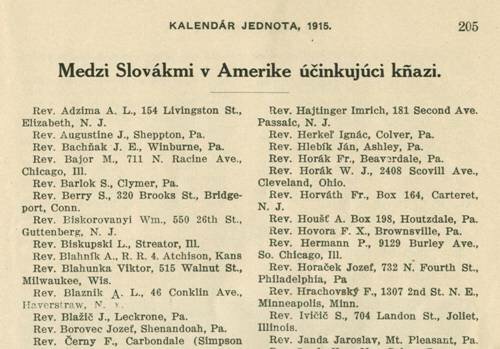 KALENDÁR JEDNOTA, 1915. 205
Medzi Slovákmi v Amerike účinkujúci kňazi.
Rev. Adzima A. L., 154 Livingston St.,
Elizabeth, N. J.
Rev. Augustine J., Sheppton, Pa.
Rev. Bachňak J. E., Winburne, Pa.
Rev. Bajor M., 711 N. Racine Ave.,
Chicago, Ill.
Rev. Barlok S., Clymer, Pa.
Rev. Berry S., 320 Brooks St., Bridge-
port, Conn.
Rev. Biskorovanyi Wm., 550 26th St.,
Guttenberg, N. J.
Rev. Biskupski L., Streator, Ill.
Rev. Blahník A., R. R. 4. Atchison, Kans
Rev. Blahunka Viktor, 515 Walnut St.,
Milwaukee, Wis.
Rev. Blaznik A. L., 46 Conklin Ave.,
Haverstraw, N. Y.
Rev. Blažič J., Leckrone, Pa.
Rev. Borovec Jozef, Shenandoah, Pa.
Rev. Černy F., Carbondale (Simpson
Rev. Hajtinger Imrich, 181 Second Ave.
Passaic, N. J.
Rev. Herkeľ Ignác, Colver, Pa.
Rev. Hlebík Ján, Ashley, Pa.
Rev. Horák Fr., Beaverdale, Pa.
Rev. Horák W. J., 2408 Scovill Ave.,
Cleveland, Ohio.
Rev. Horváth Fr., Box 164, Carteret,
N. J.
Rev. Houšť A. Box 198, Houtzdale, Pa.
Rev. Hovora F. X., Brownsville, Pa.
Rev. Hermann P., 9129 Burley Ave.,
So. Chicago, Ill.
Rev. Horaček Jozef, 732 N. Fourth St.,
Philadelphia, Pa
Rev. Hrachovský F., 1307 2nd St. N. E.,
Minneapolis, Minn.
Rev. Ivičič S., 704 Landon St., Joliet,
Illinois.
Rev. Janda Jaroslav, Mt. Pleasant, Pa.